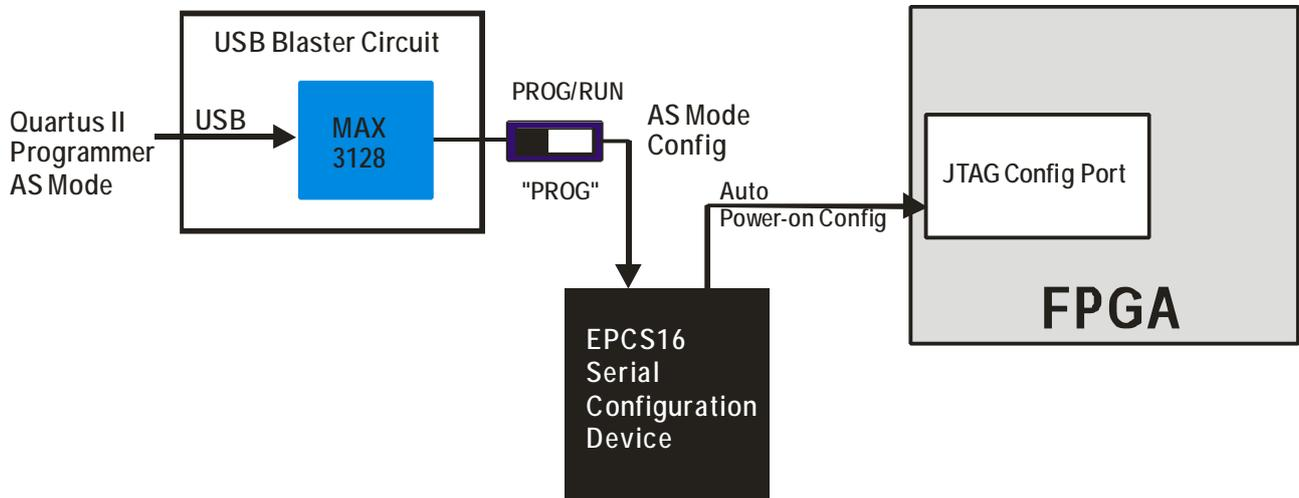 USB Blaster Circuit
Quartus II
Programmer
AS Mode
USB
MAX
3128
PROG/RUN
"PROG"
AS Mode
Config
Auto
Power-on Config
JTAG Config Port
FPGA
EPCS16
Serial
Configuration
Device